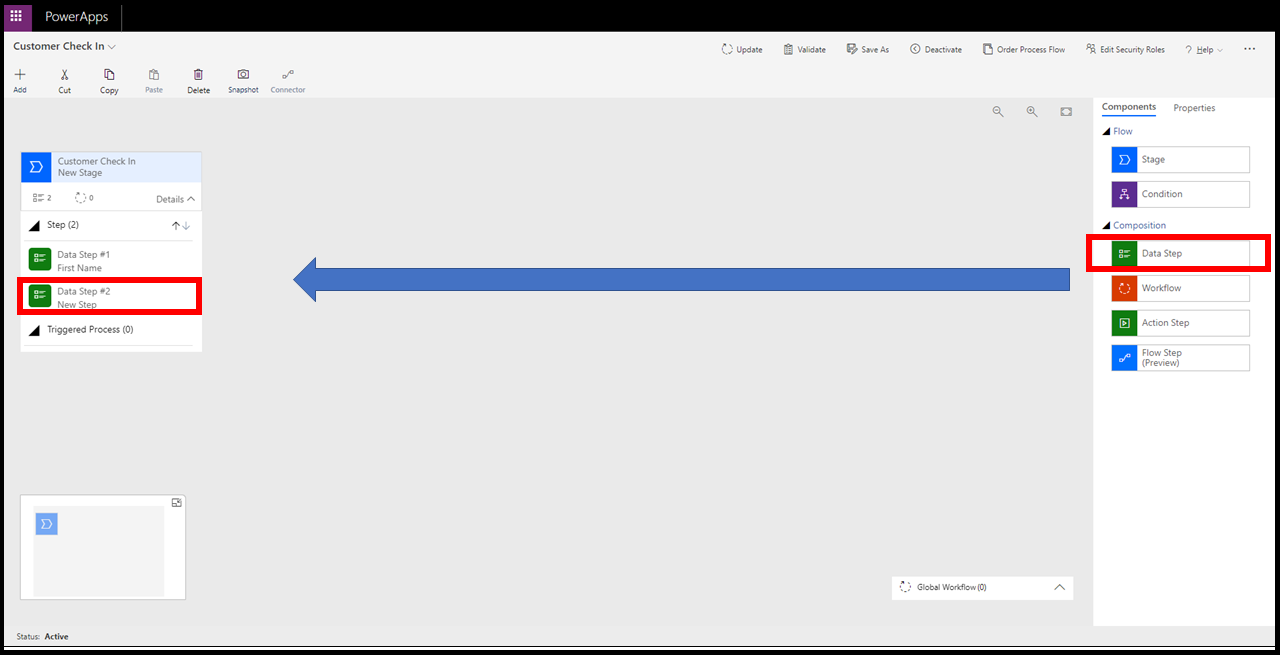 PowerApps
Customer Check In
Update
Validate
Save As
Deactivate
Order Process Flow
Edit Security Roles
? Help
Add
Cut
Copy
Paste
Delete
Snapshot
Connector
Components
Properties
Flow
Stage
Condition
Composition
Data Step
Workflow
Action Step
Flow Step
(Preview)
Customer Check In
New Stage
2
0
Details
Step (2)
Data Step #1
First Name
Data Step #2
New Step
Triggered Process (0)
Global Workflow (0)
Status: Active